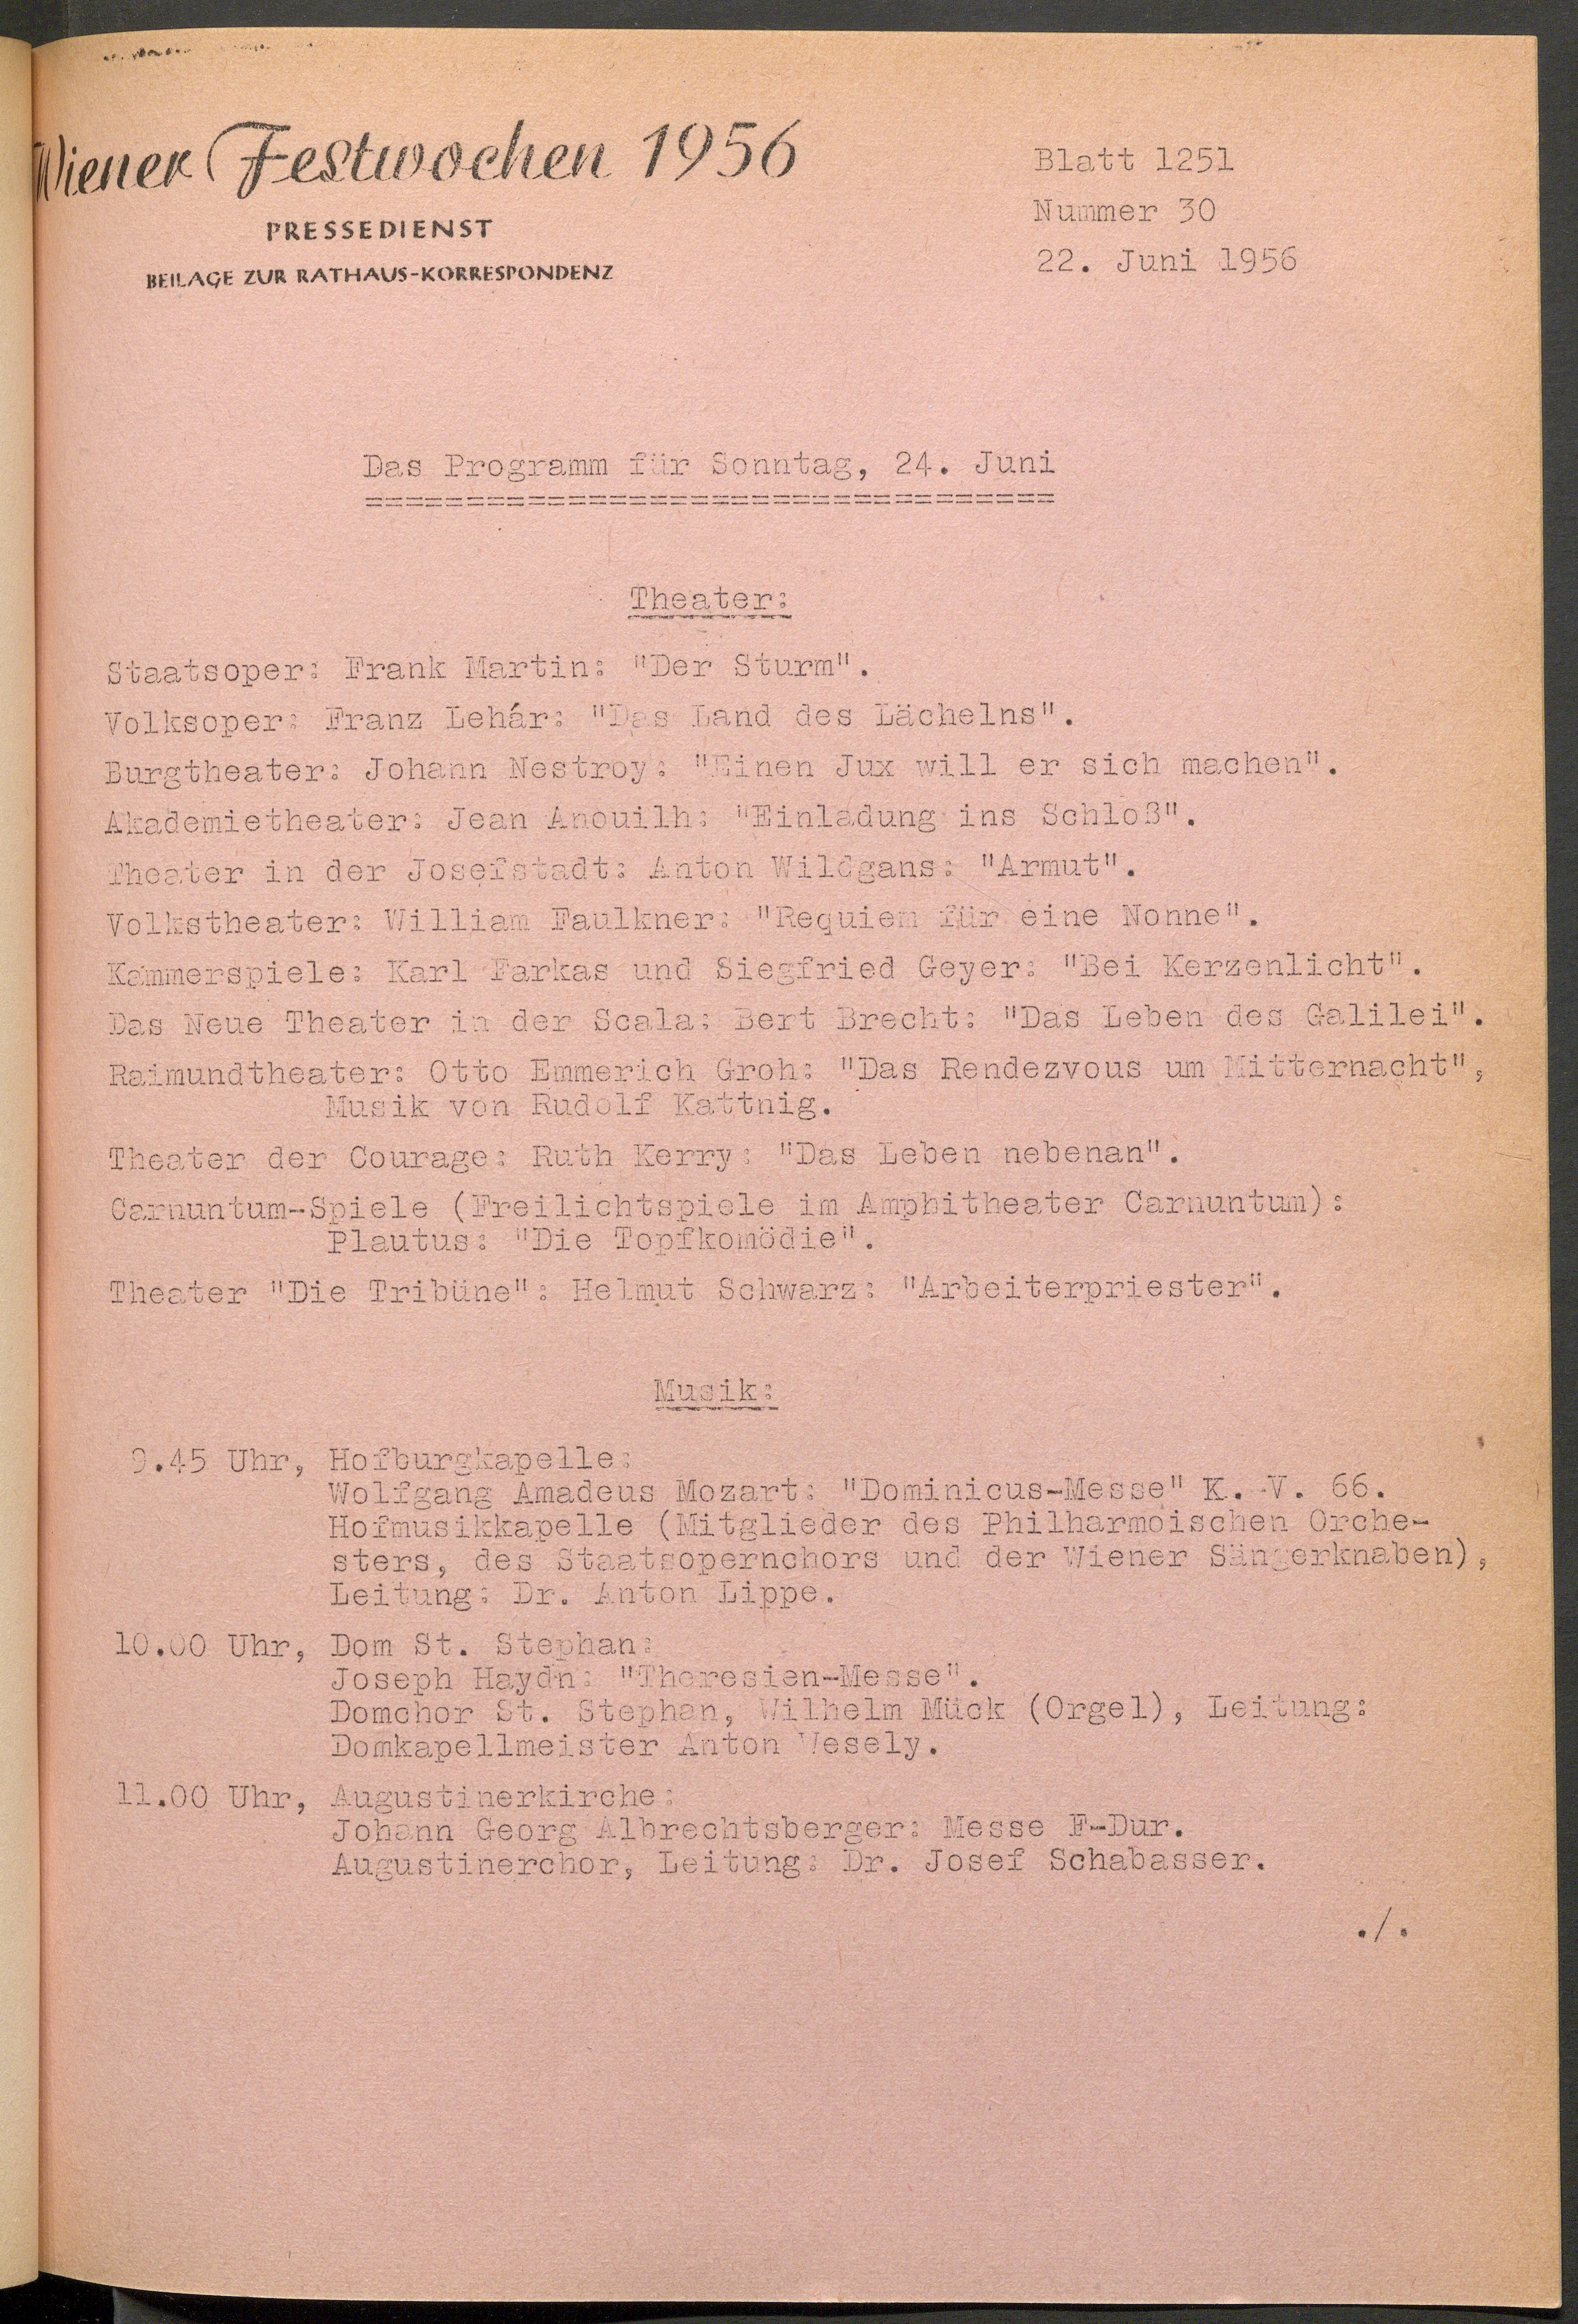 Wiener Festwochen 1956
PRESSEDIENST
BEILAGE ZUR RATHAUS-KORRESPONDENZ
Blatt 1251
Nummer 30
22. Juni 1956
Das Programm für Sonntag, 24. Juni
==================================
Theater:
Staatsoper: Frank Martin: "Der Sturm".
Volksoper: Franz Lehár: "Das Land des Lächelns".
Burgtheater: Johann Nestroy: "Einen Jux will er sich machen".
Akademietheater: Jean Anouilh: "Einladung ins Schloß".
Theater in der Josefstadt: Anton Wildgans: "Armut".
Volkstheater: William Faulkner: "Requiem für eine Nonne".
Kammerspiele: Karl Farkas und Siegfried Geyer: "Bei Kerzenlicht".
Das Neue Theater in der Scala: Bert Brecht: "Das Leben des Galilei".
Raimundtheater: Otto Emmerich Groh: "Das Rendezvous um Mitternacht",
Musik von Rudolf Kattnig.
Theater der Courage: Ruth Kerry: "Das Leben nebenan".
Carnuntum-Spiele (Freilichtspiele im Amphitheater Carnuntum):
Plautus: "Die Topfkomödie".
Theater "Die Tribüne": Helmut Schwarz: "Arbeiterpriester".
Musik:
9.45 Uhr, Hofburgkapelle:
Wolfgang Amadeus Mozart: "Dominicus-Messe" K. V. 66.
Hofmusikkapelle (Mitglieder des Philharmoischen Orche-
sters, des Staatsopernchors und der Wiener Sängerknaben),
Leitung: Dr. Anton Lippe.
10.00 Uhr, Dom St. Stephan:
Joseph Haydn: "Theresien-Messe".
Domchor St. Stephan, Wilhelm Mück (Orgel), Leitung:
Domkapellmeister Anton Wesely.
11.00 Uhr, Augustinerkirche:
Johann Georg Albrechtsberger: Messe F-Dur.
Augustinerchor, Leitung: Dr. Josef Schabasser.
./.